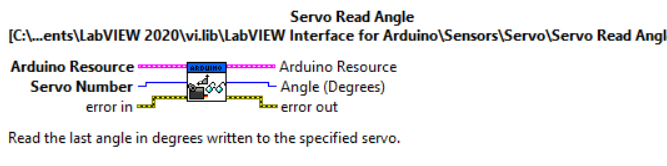 Servo Read Angle
[C:\...ents\LabVIEW 2020\vi.lib\LabVIEW Interface for Arduino\Sensors\Servo\Servo Read Angl
Arduino Resource ARDUINO Arduino Resource
Servo Number Angle (Degrees)
error in error out
Read the last angle in degrees written to the specified servo.